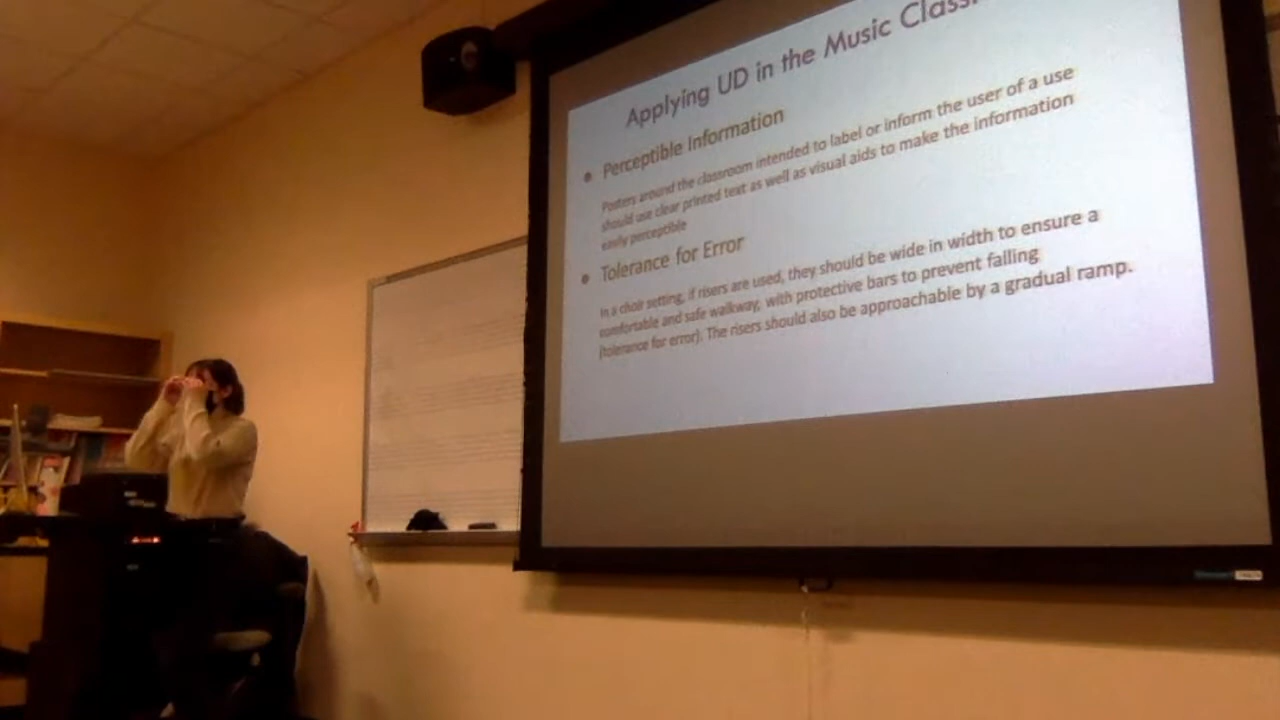 Applying UD in the Music Class
• Perceptible Information
Posters around the classroom intended to label or inform the user of a use
should use clear printed text as well as visual aids to make the information
easily perceptible
• Tolerance for Error
In a choir setting, if risers are used, they should be wide in width to ensure a
comfortable and safe walkway, with protective bars to prevent falling
(tolerance for error). The risers should also be approachable by a gradual ramp.